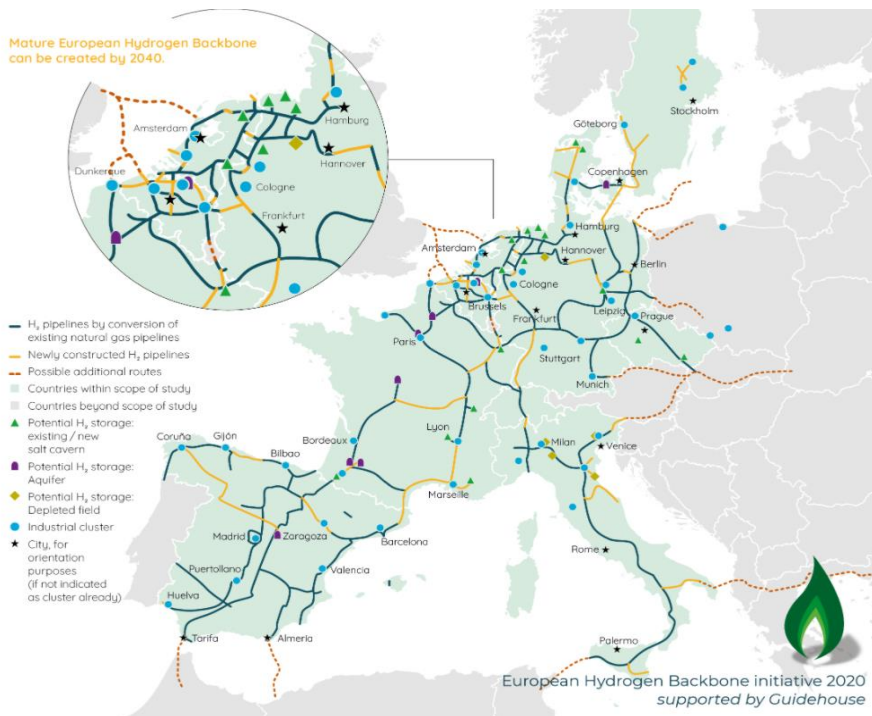 Mature European Hydrogen Backbone
can be created by 2040.
Amsterdam
Hamburg
Hannover
Dunkerque
Cologne
Frankfurt
Stockholm
Göteborg
Copenhagen
Hamburg
Amsterdam
Hannover
Berlin
Cologne
Brussels
Leipzig
Frankfurt
Prague
Paris
Stuttgart
Munich
H₂ pipelines by conversion of
existing natural gas pipelines
Newly constructed H₂ pipelines
Possible additional routes
Countries within scope of study
Countries beyond scope of study
Potential H₂ storage:
existing / new
salt cavern
Potential H₂ storage:
Aquifer
Potential H₂ storage:
Depleted field
Industrial cluster
City, for
orientation
purposes
(if not indicated
as cluster already)
Lyon
Milan
Venice
Coruña
Gijón
Bordeaux
Bilbao
Marseille
Madrid
Zaragoza
Barcelona
Rome
Puertollano
Valencia
Huelva
Tarifa
Almería
Palermo
European Hydrogen Backbone initiative 2020
supported by Guidehouse